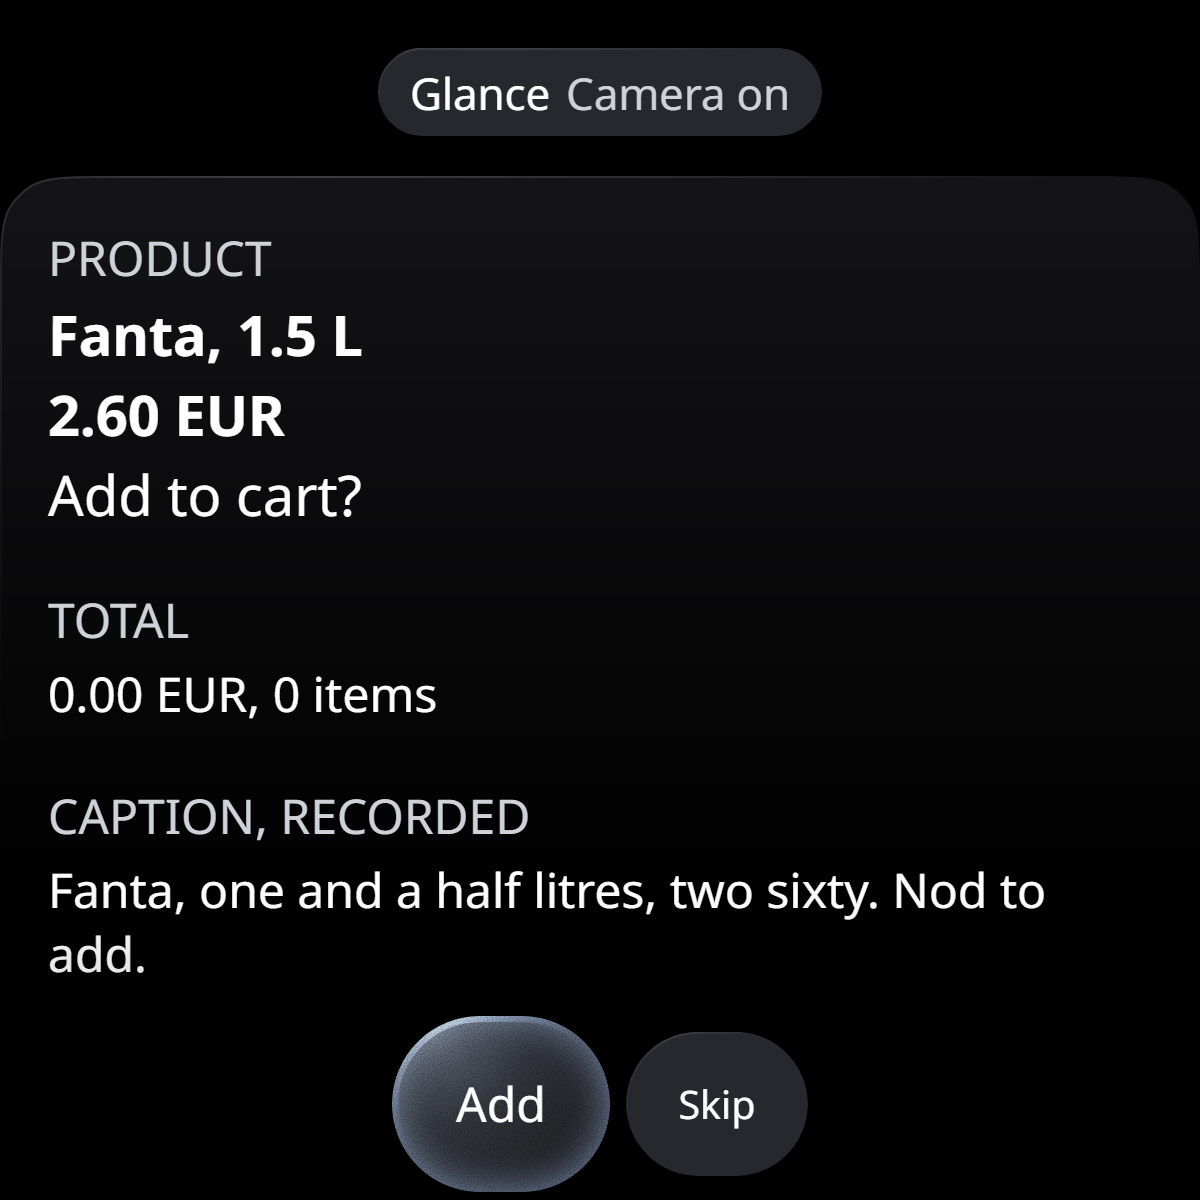 Glance Camera on
PRODUCT
Fanta, 1.5 L
2.60 EUR
Add to cart?
TOTAL
0.00 EUR, 0 items
CAPTION, RECORDED
Fanta, one and a half litres, two sixty. Nod to
add.
Add Skip